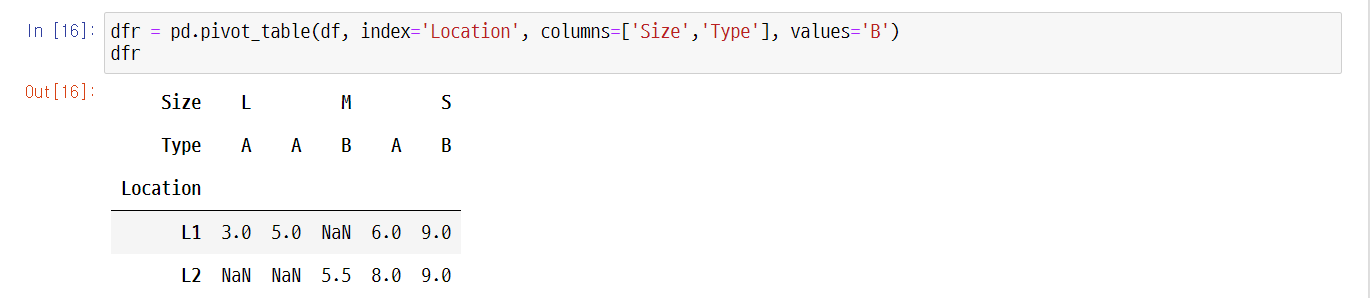 In [16]: dfr = pd.pivot_table(df, index='Location', columns=['Size','Type'], values='B')
dfr
Out[16]:
Size L M S
Type A A B A B
Location
L1 3.0 5.0 NaN 6.0 9.0
L2 NaN NaN 5.5 8.0 9.0